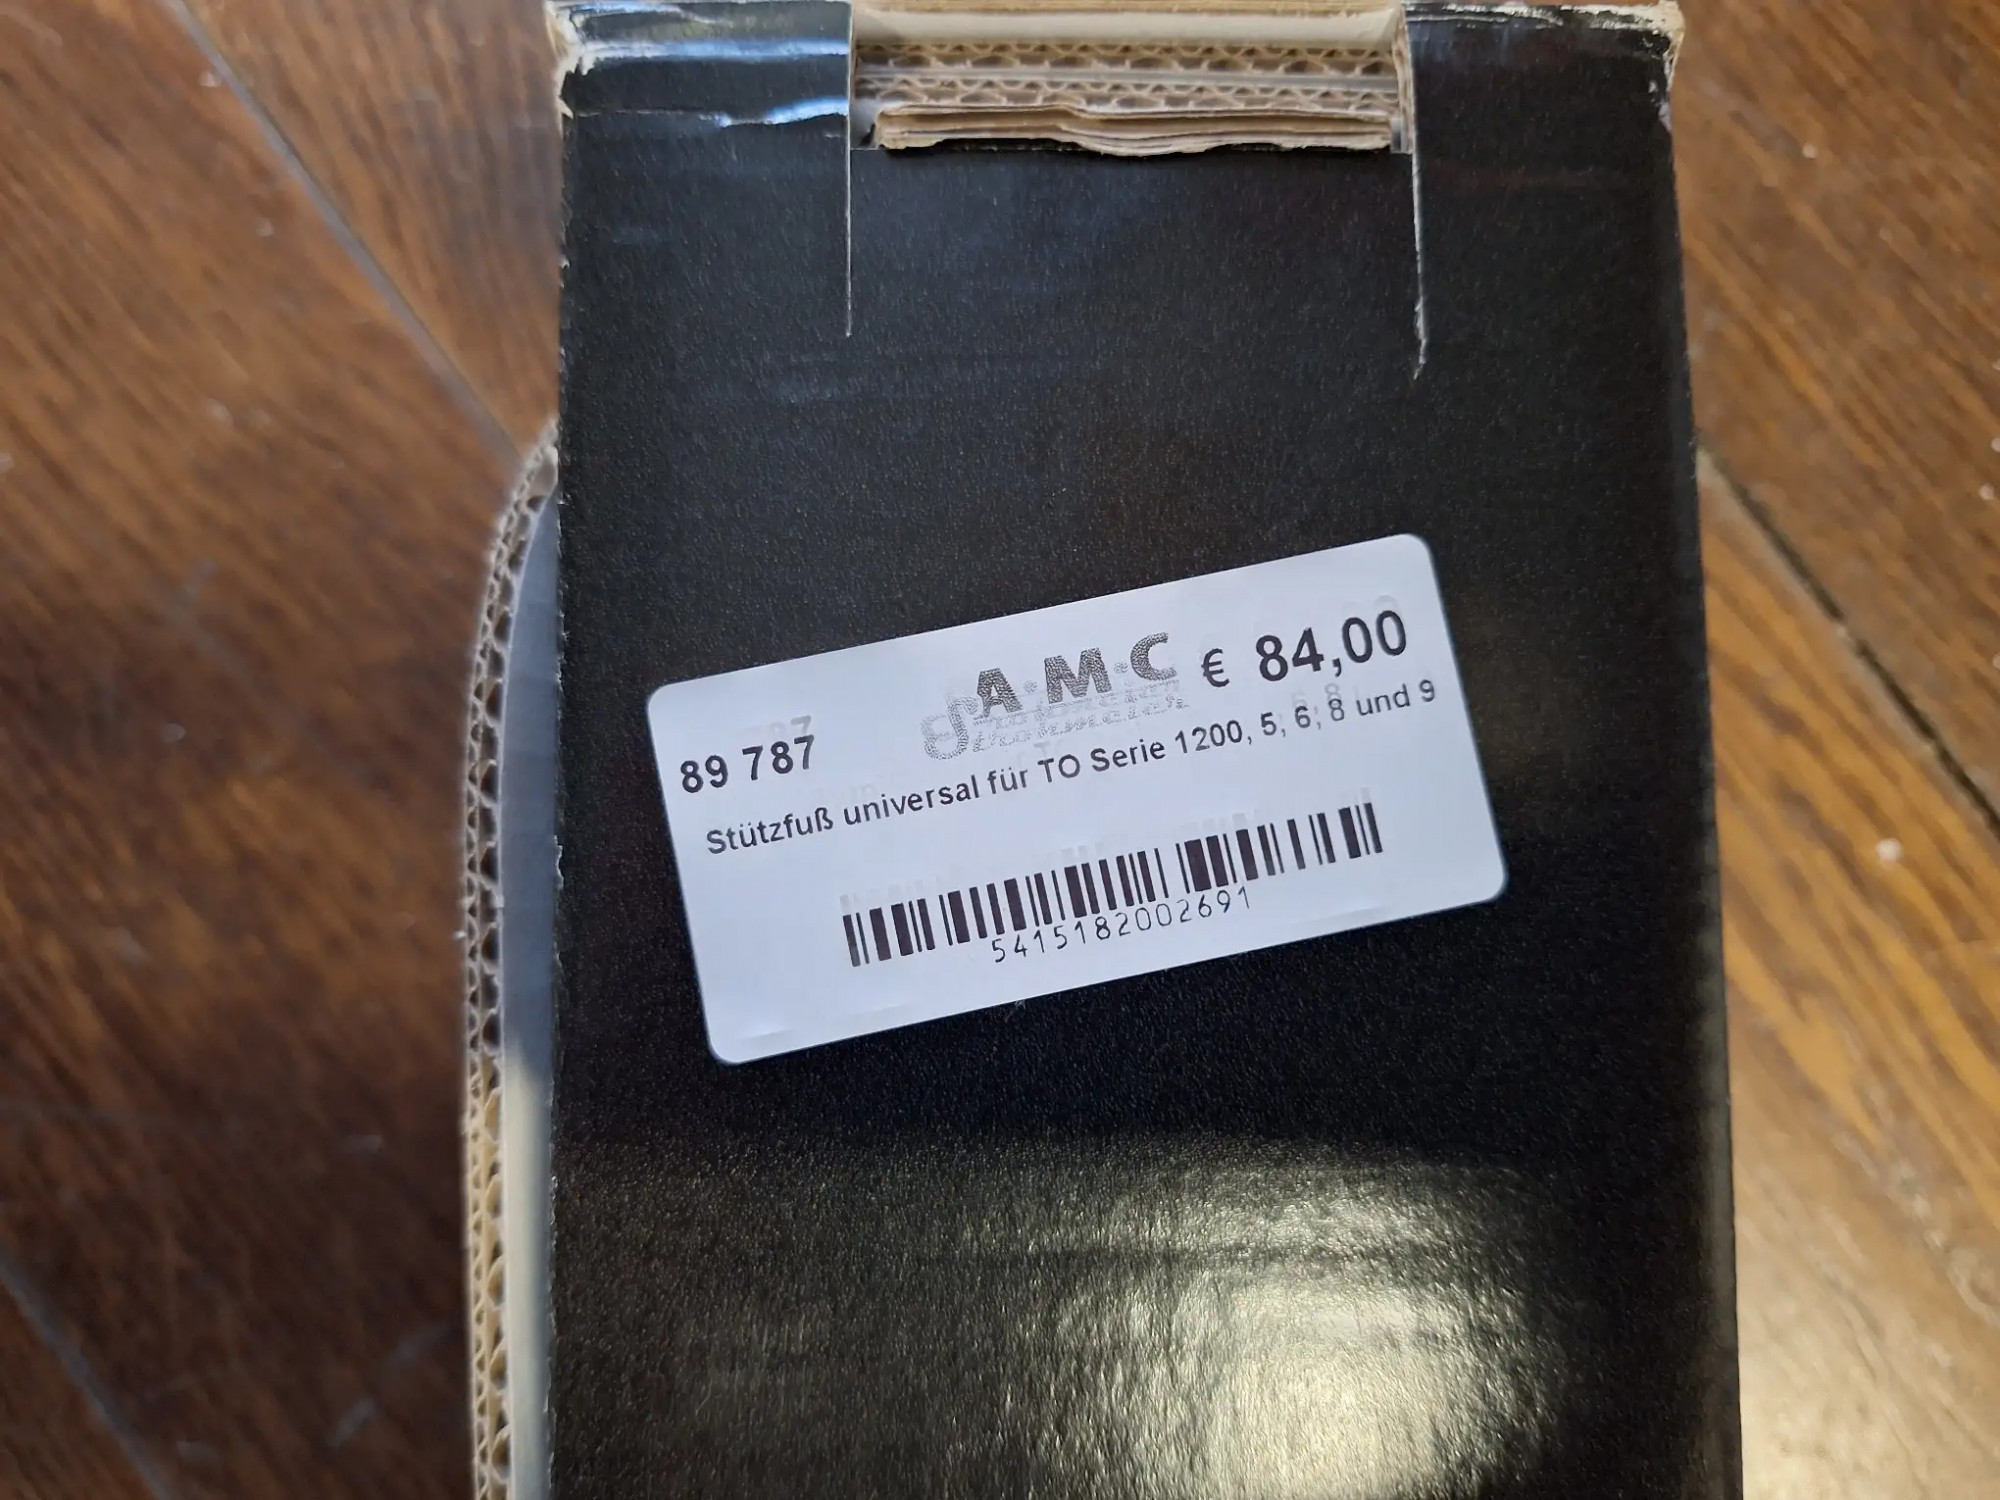 A·M·C € 84,00
89 787
Stützfuß universal für TO Serie 1200, 5, 6, 8 und 9
5415182002691